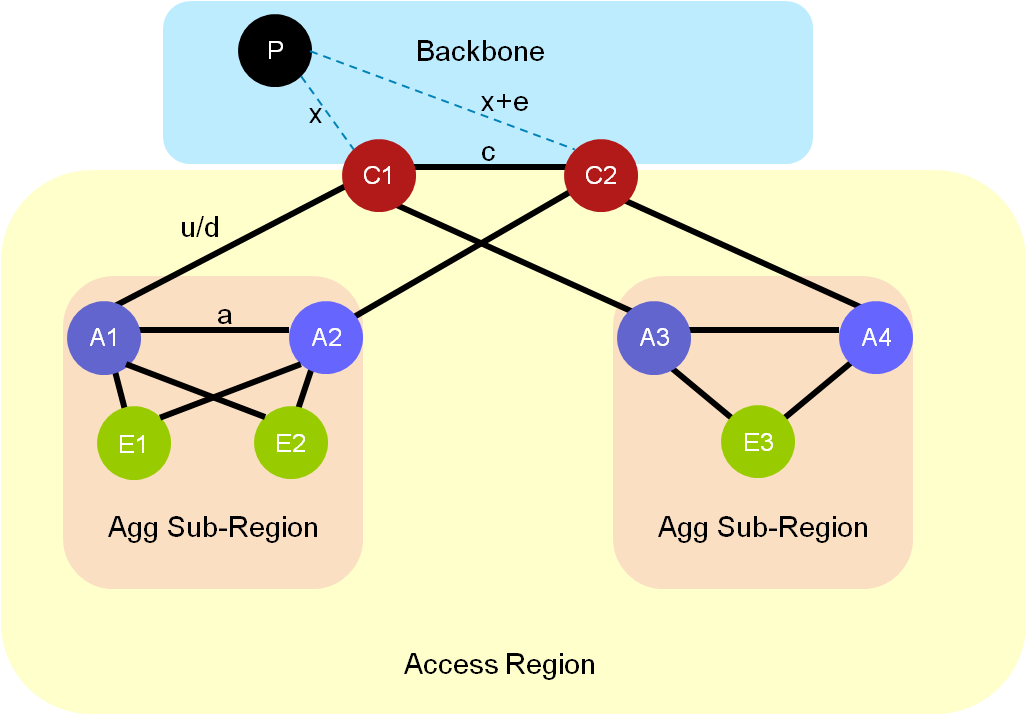 P
Backbone
x
x+e
c
C1
C2
u/d
a
A1
A2
A3
A4
E1
E2
E3
Agg Sub-Region
Agg Sub-Region
Access Region